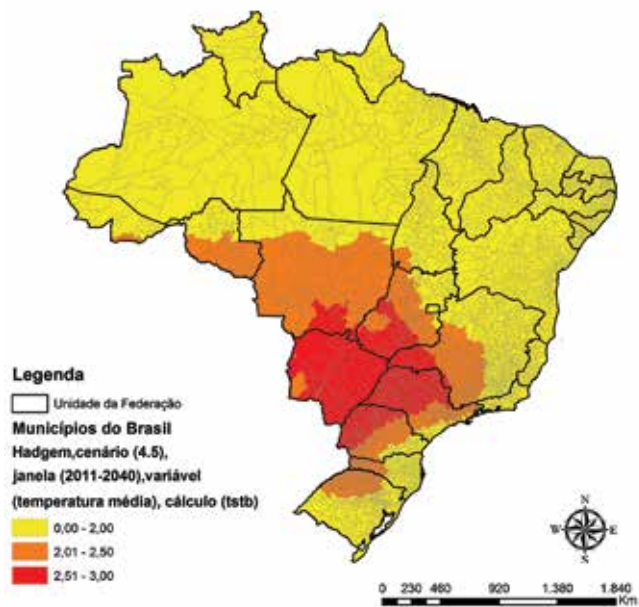 Legenda
Unidade da Federação
Municípios do Brasil
Hadgem,cenário (4.5),
janela (2011-2040),variável
(temperatura média), cálculo (tstb)
0,00 - 2,00
2,01 - 2,50
2,51 - 3,00
N
W E
S
0 230 460 920 1.380 1.840
Km